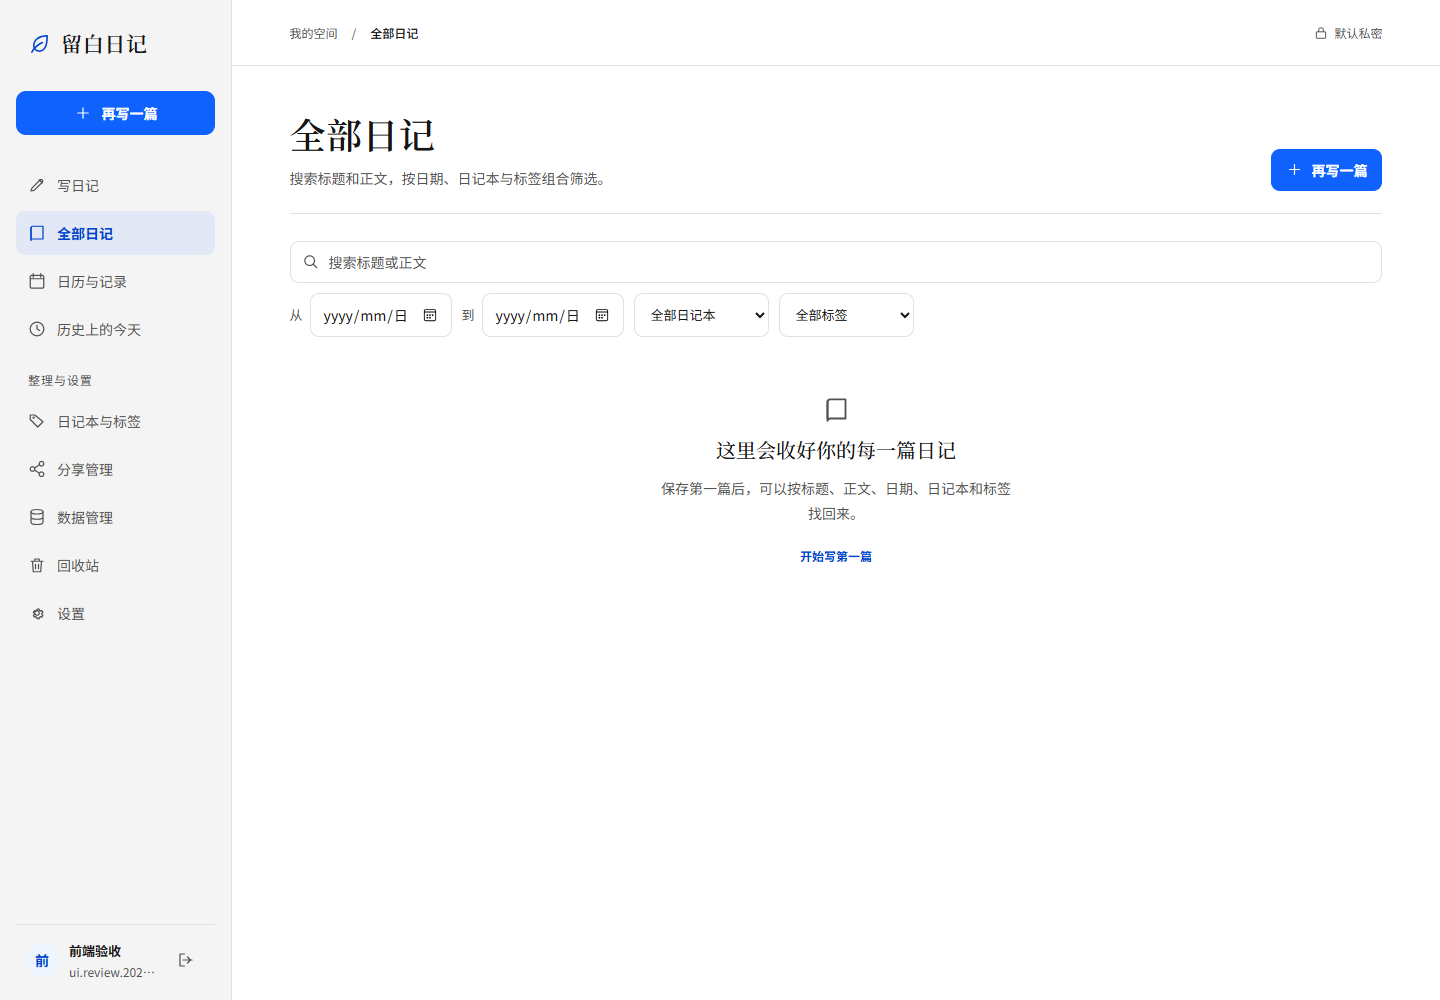 留白日记
再写一篇
写日记
全部日记
日历与记录
历史上的今天
整理与设置
日记本与标签
分享管理
数据管理
回收站
设置
前
前端验收
ui.review.202···
我的空间 / 全部日记
默认私密
全部日记
搜索标题和正文，按日期、日记本与标签组合筛选。
再写一篇
搜索标题或正文
从 yyyy/mm/日 到 yyyy/mm/日 全部日记本 全部标签
这里会收好你的每一篇日记
保存第一篇后，可以按标题、正文、日期、日记本和标签
找回来。
开始写第一篇